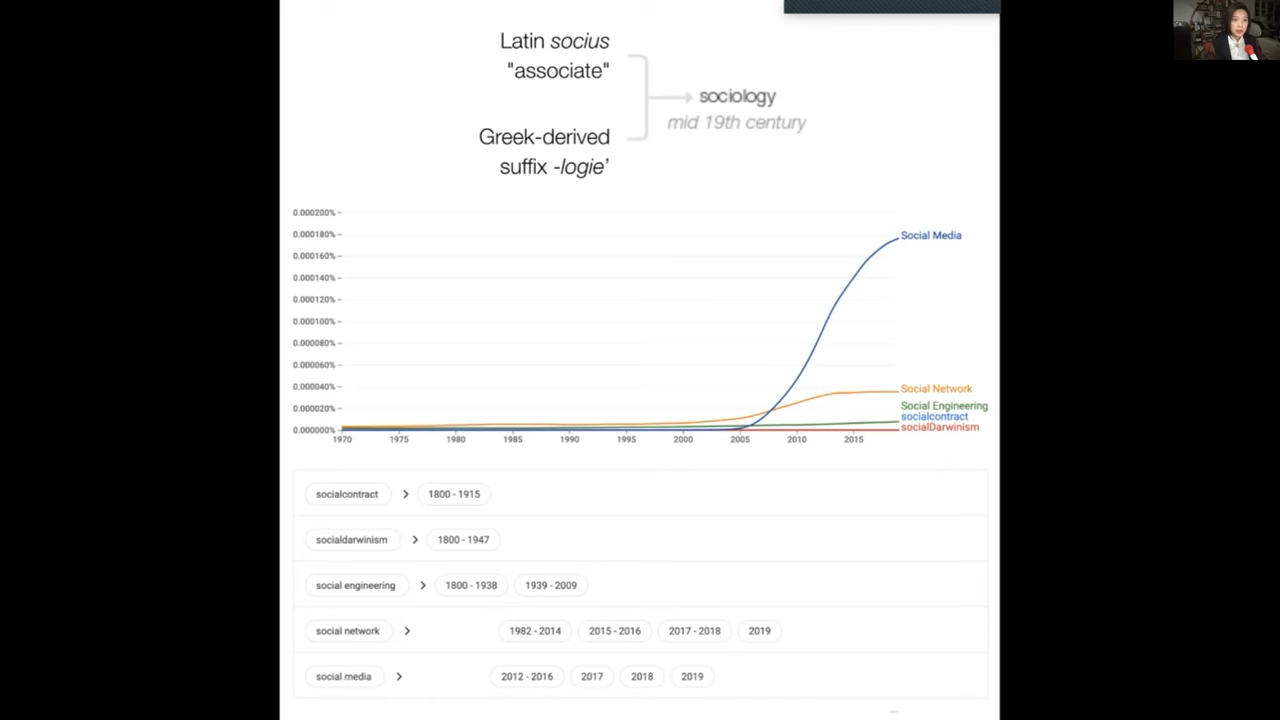 Latin socius
"associate"
sociology
mid 19th century
Greek-derived
suffix -logie’
0.000200%
0.000180%
0.000160%
0.000140%
0.000120%
0.000100%
0.000080%
0.000060%
0.000040%
0.000020%
0.000000%
1970 1975 1980 1985 1990 1995 2000 2005 2010 2015
Social Media
Social Network
Social Engineering
socialcontract
socialDarwinism
socialcontract > 1800 - 1915
socialdarwinism > 1800 - 1947
social engineering > 1800 - 1938 1939 - 2009
social network > 1982 - 2014 2015 - 2016 2017 - 2018 2019
social media > 2012 - 2016 2017 2018 2019